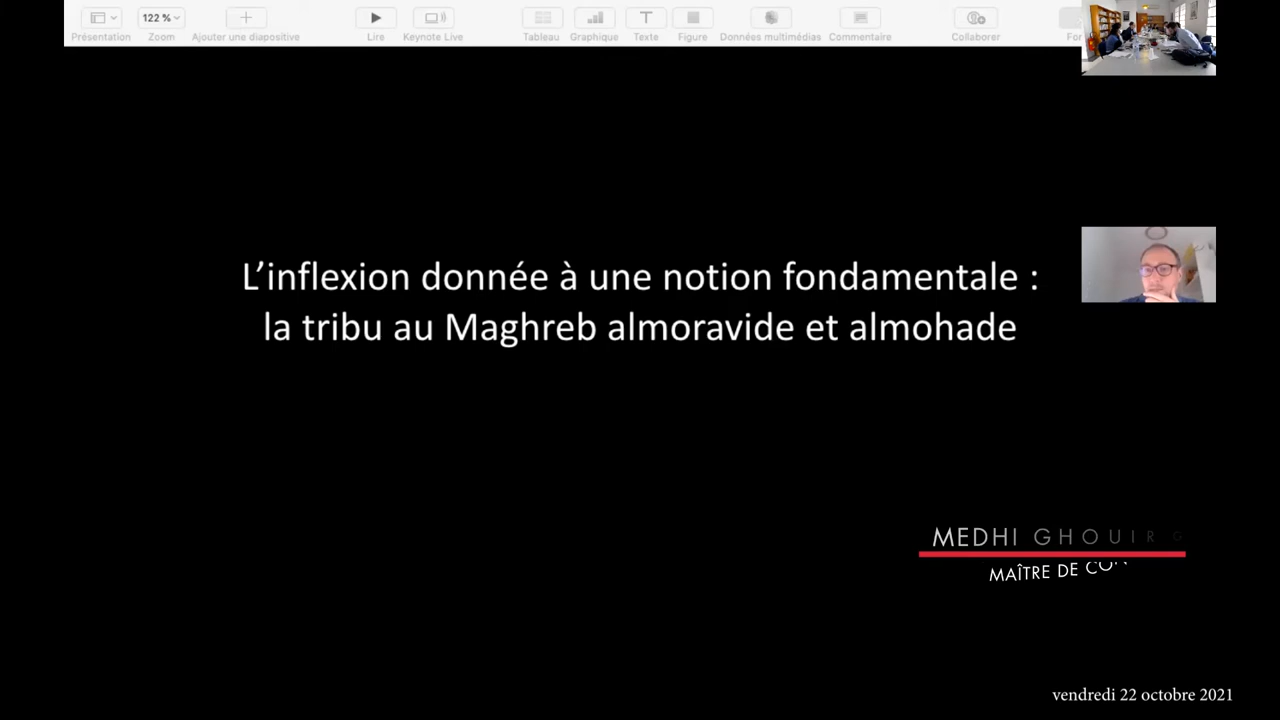 122 %
Présentation Zoom Ajouter une diapositive Lire Keynote Live Tableau Graphique Texte Figure Données multimédias Commentaire Collaborer
L’inflexion donnée à une notion fondamentale :
la tribu au Maghreb almoravide et almohade
MEDHI GHOUIRG
MAÎTRE DE
vendredi 22 octobre 2021